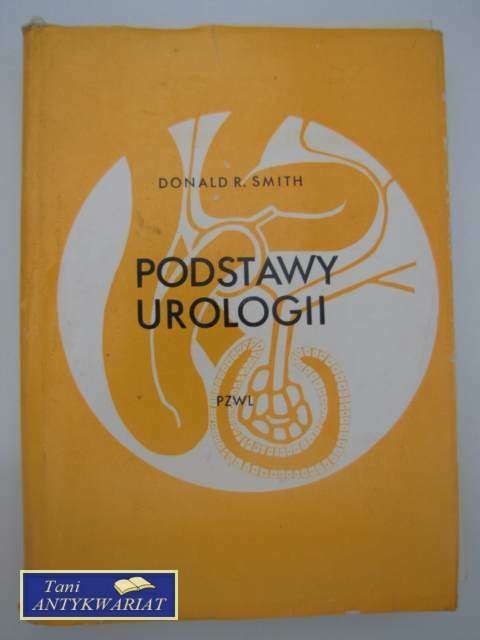 DONALD R. SMITH
PODSTAWY
UROLOGII
PZWL
Tani
ANTYKWARIAT